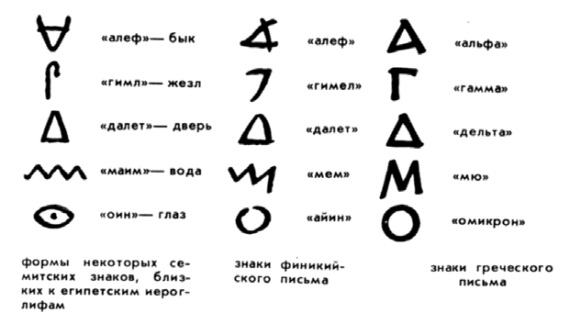 «алеф»— бык «алеф» «альфа»
«гимл»— жезл «гимел» «гамма»
«далет»— дверь «далет» «дельта»
«маим»— вода «мем» «мю»
«оин»— глаз «айин» «омикрон»
формы некоторых се-
митских знаков, близ-
ких к египетским иерог-
лифам
знаки финикий-
ского письма
знаки греческого
письма